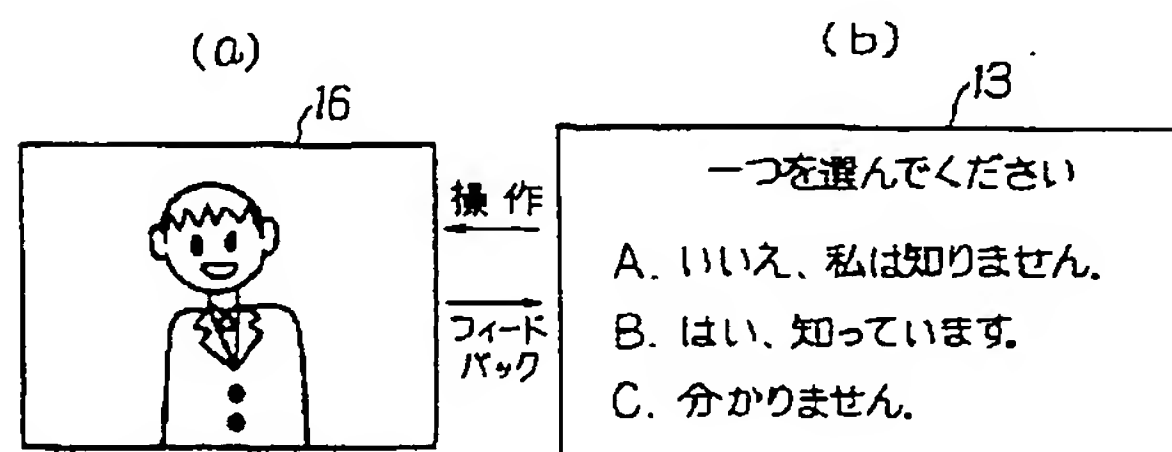 (a)
16
操作
フィード
バック
(b)
13
一つを選んでください
A. いいえ、私は知りません.
B. はい、知っています.
C. 分かりません.